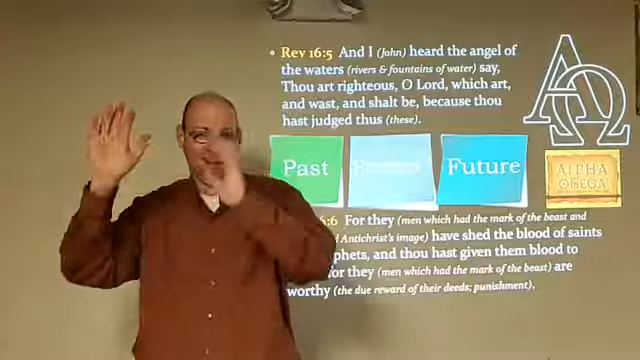 • Rev 16:5 And I (John) heard the angel of
the waters (rivers & fountains of water) say,
Thou art righteous, O Lord, which art,
and wast, and shalt be, because thou
hast judged thus (these).
Past Future
ALPHA
OMEGA
:6 For they (men which had the mark of the beast and
Antichrist's image) have shed the blood of saints
phets, and thou hast given them blood to
for they (men which had the mark of the beast) are
worthy (the due reward of their deeds; punishment).